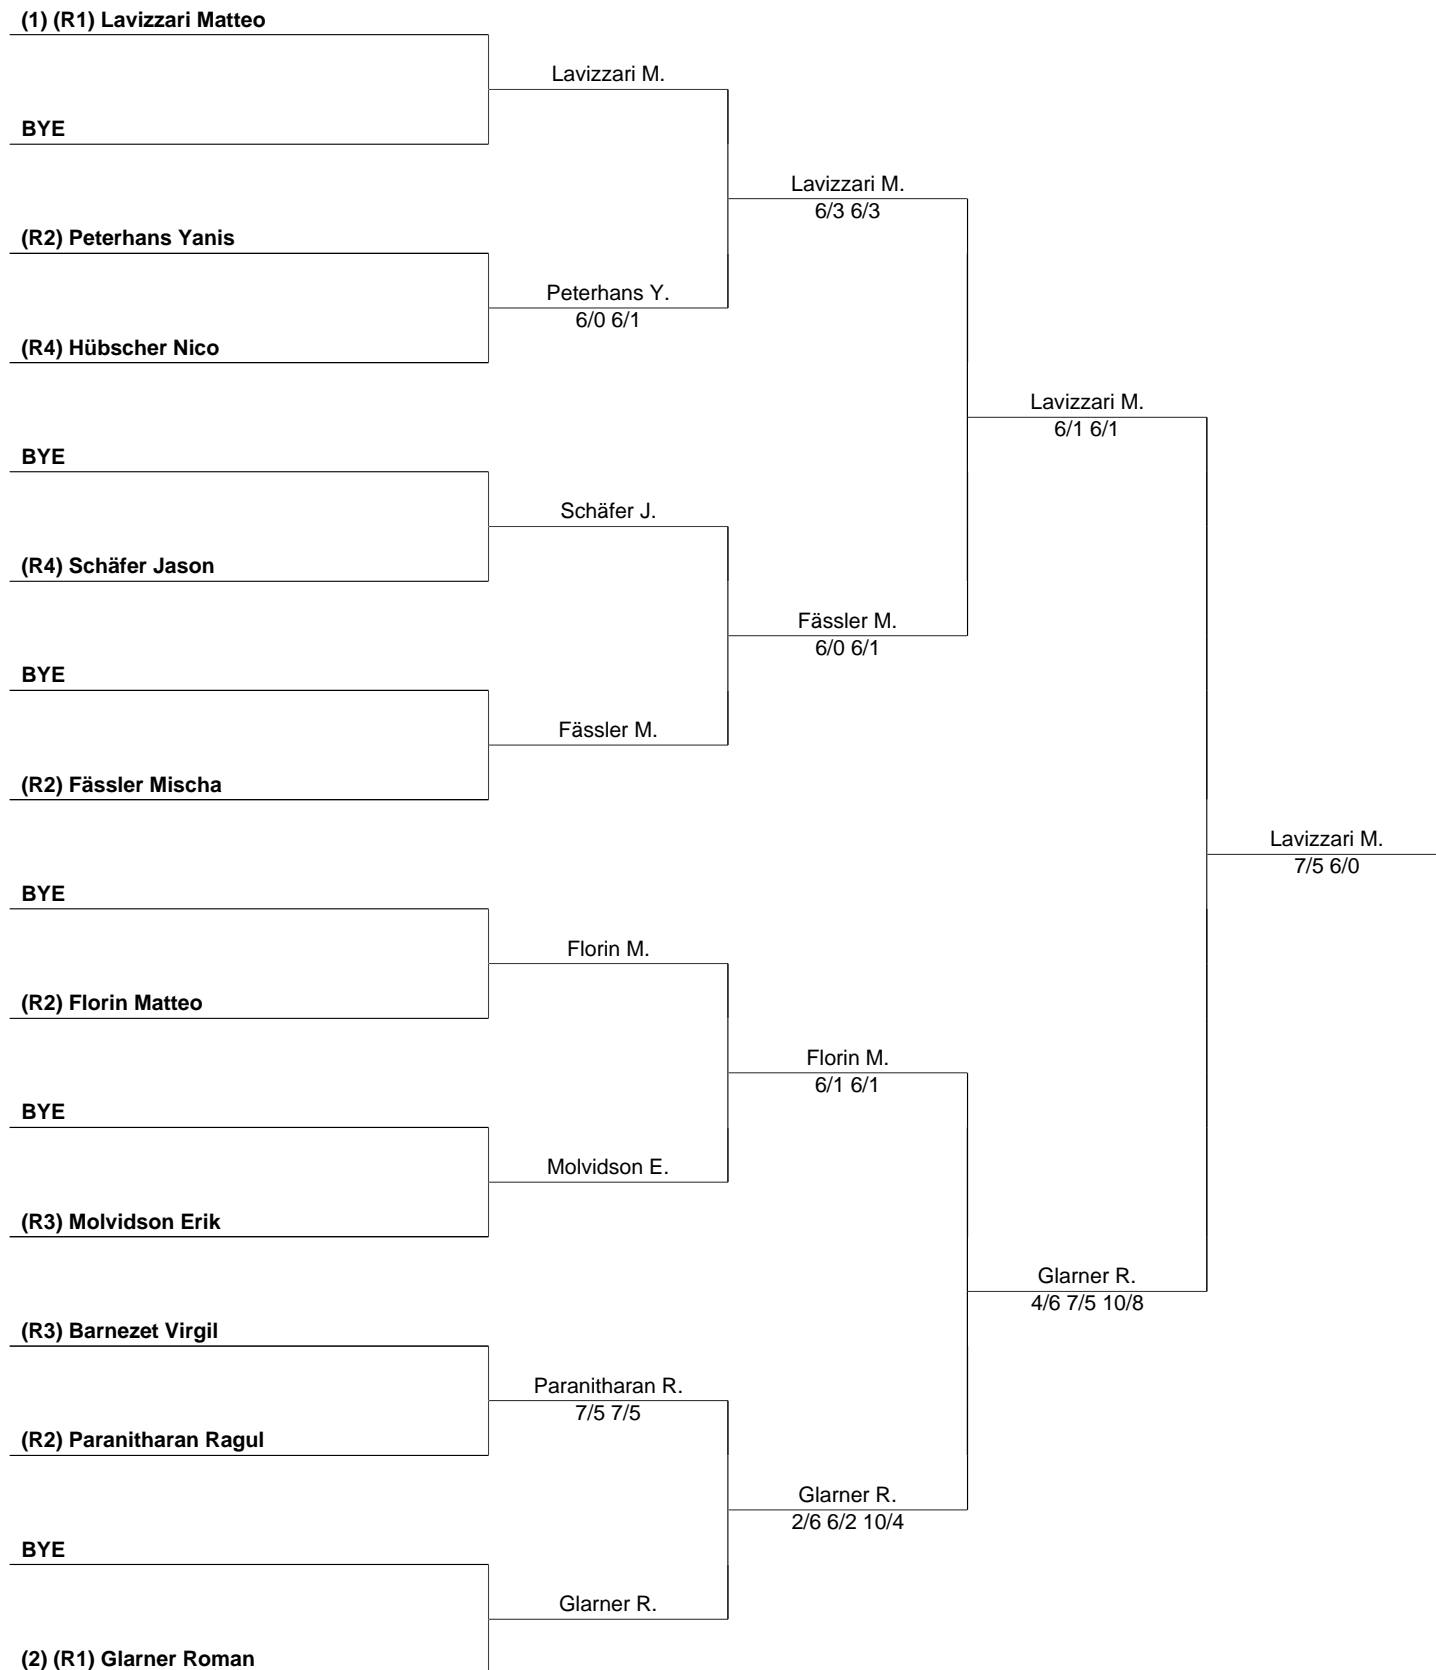 (1) (R1) Lavizzari Matteo
Lavizzari M.
BYE
Lavizzari M.
6/3 6/3
(R2) Peterhans Yanis
Peterhans Y.
6/0 6/1
(R4) Hübscher Nico
Lavizzari M.
6/1 6/1
BYE
Schäfer J.
(R4) Schäfer Jason
Fässler M.
6/0 6/1
BYE
Fässler M.
(R2) Fässler Mischa
Lavizzari M.
7/5 6/0
BYE
Florin M.
(R2) Florin Matteo
Florin M.
6/1 6/1
BYE
Molvidson E.
(R3) Molvidson Erik
Glarner R.
4/6 7/5 10/8
(R3) Barnezet Virgil
Paranitharan R.
7/5 7/5
(R2) Paranitharan Ragul
Glarner R.
2/6 6/2 10/4
BYE
Glarner R.
(2) (R1) Glarner Roman